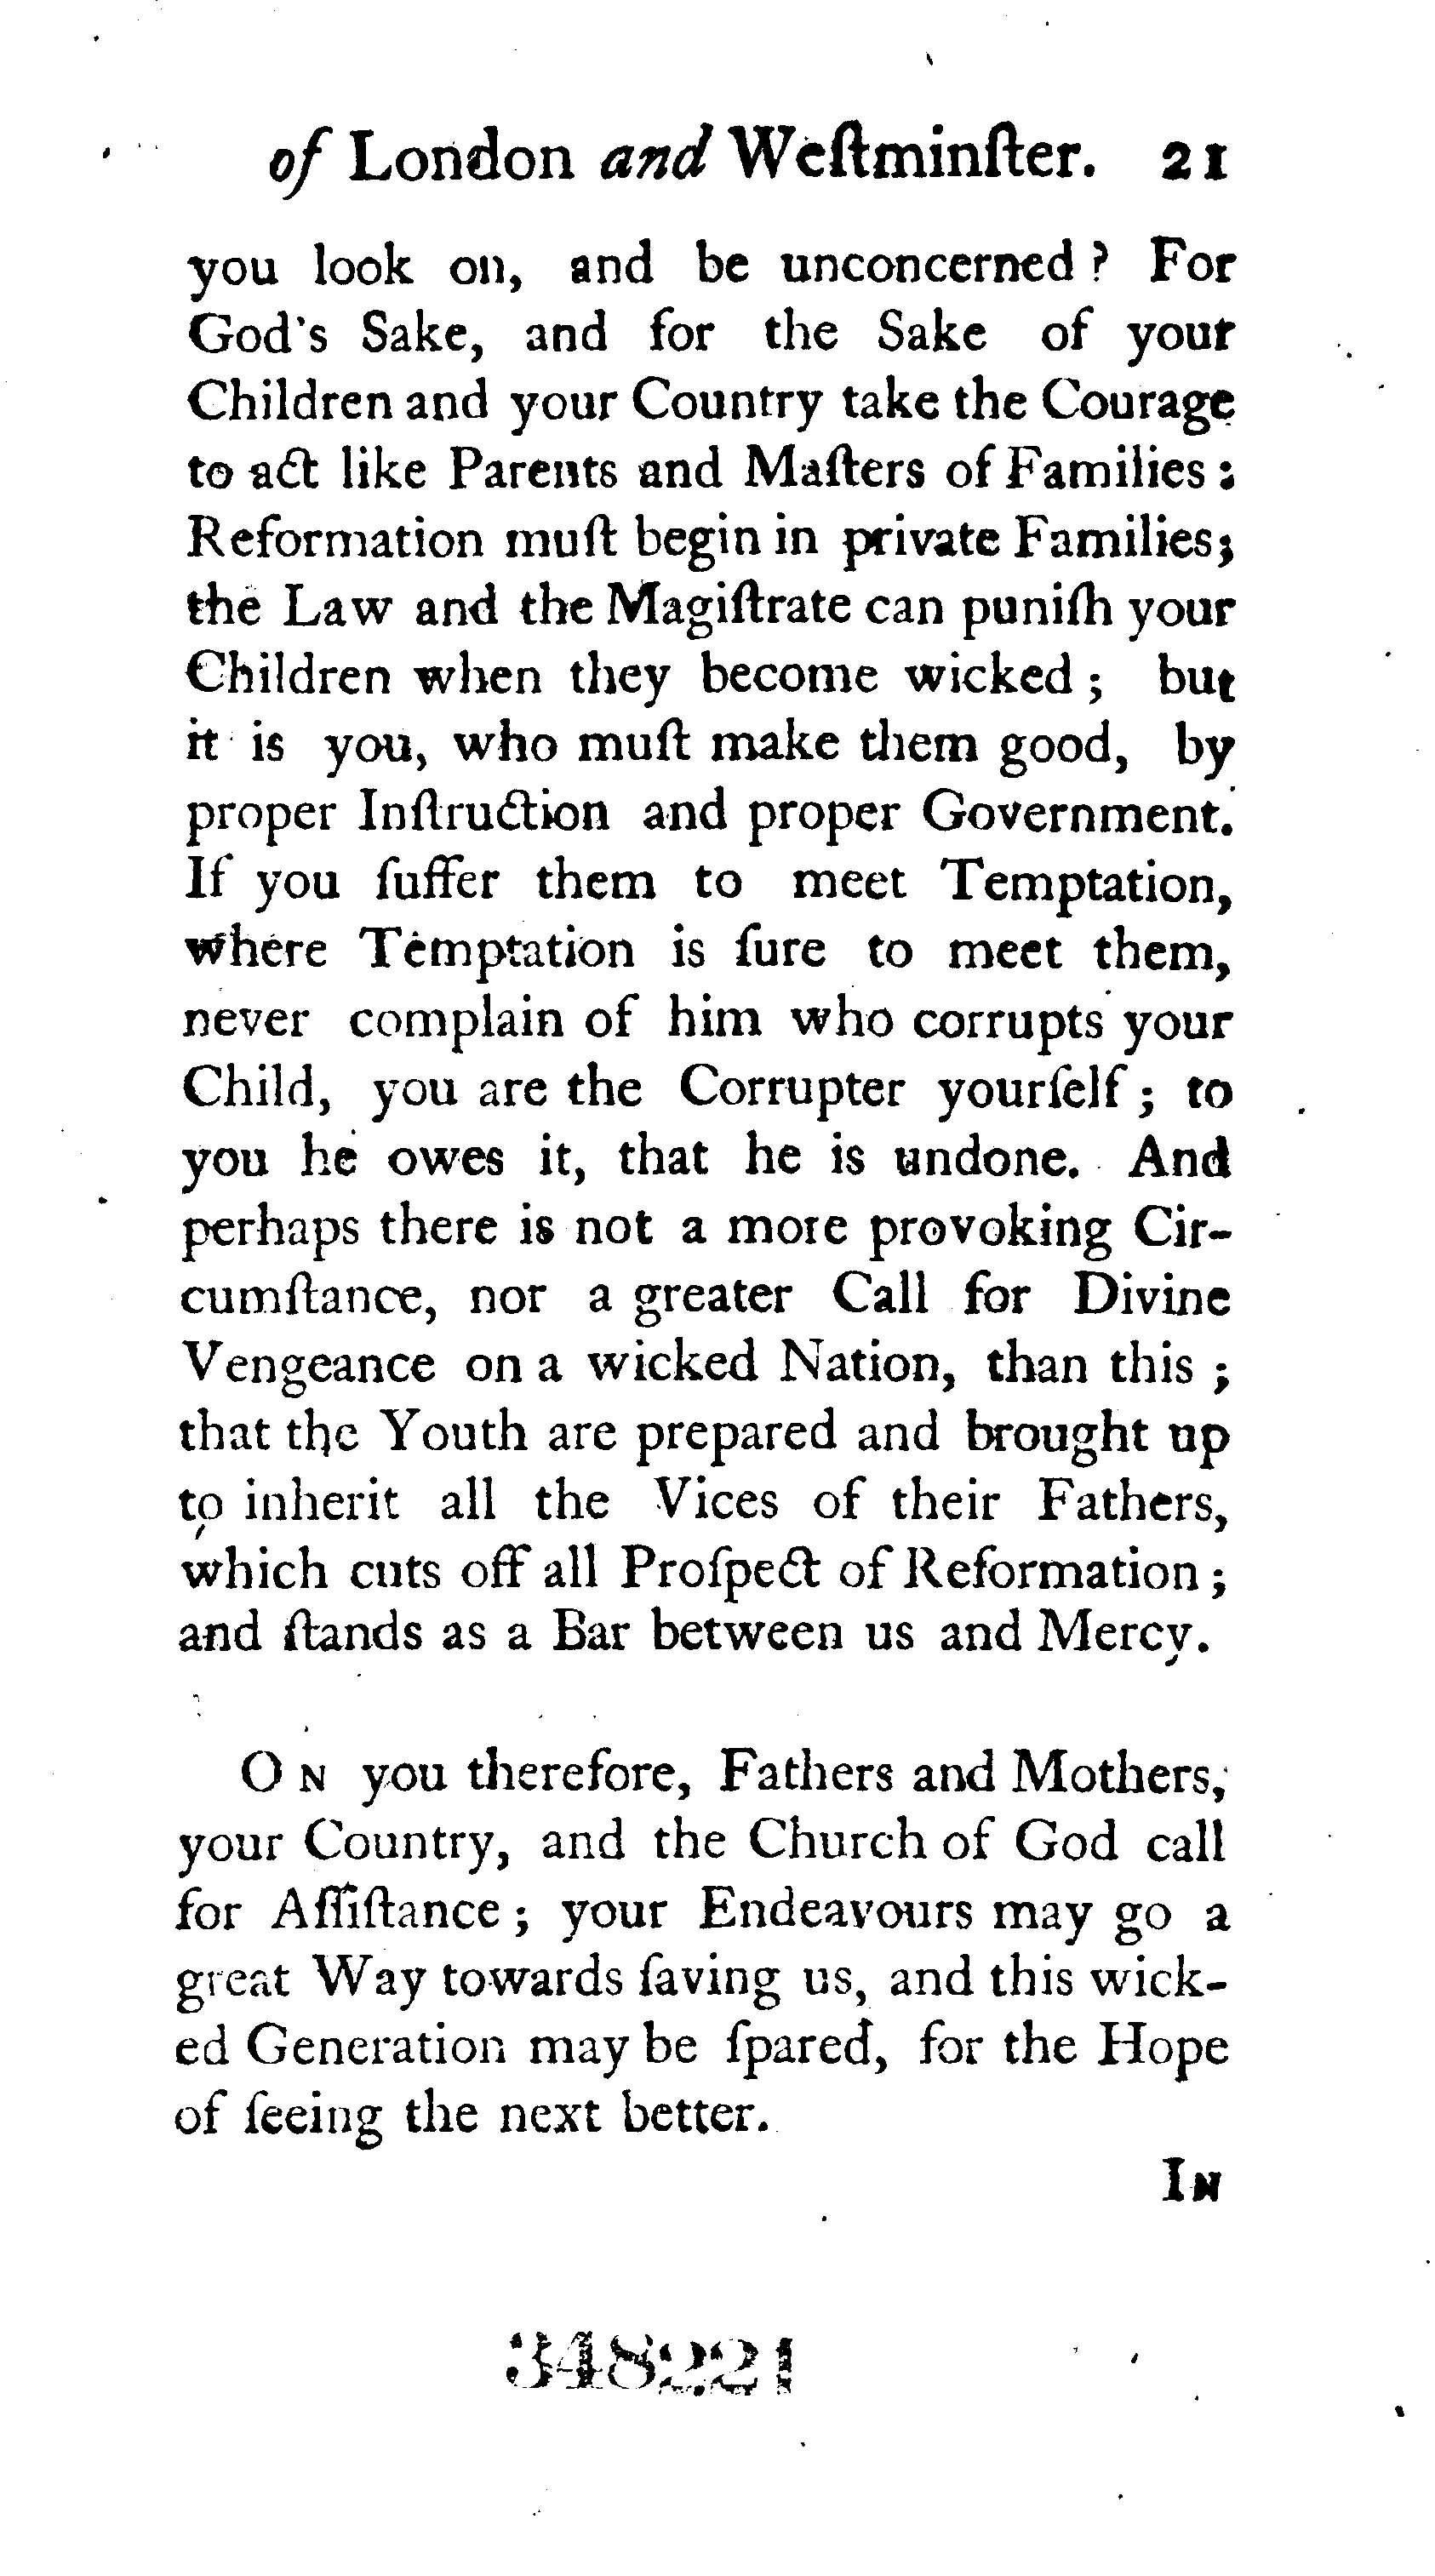 of London and Weſtminſter. 21
you look on, and be unconcerned? For
God's Sake, and for the Sake of your
Children and your Country take the Courage
to act like Parents and Maſters of Families:
Reformation muſt begin in private Families;
the Law and the Magiſtrate can puniſh your
Children when they become wicked; but
it is you, who muſt make them good, by
proper Inſtruction and proper Government.
If you ſuffer them to meet Temptation,
where Temptation is ſure to meet them,
never complain of him who corrupts your
Child, you are the Corrupter yourſelf; to
you he owes it, that he is undone. And
perhaps there is not a more provoking Cir-
cumſtance, nor a greater Call for Divine
Vengeance on a wicked Nation, than this;
that the Youth are prepared and brought up
to inherit all the Vices of their Fathers,
which cuts off all Proſpect of Reformation;
and ſtands as a Bar between us and Mercy.
ON you therefore, Fathers and Mothers,
your Country, and the Church of God call
for Aſſiſtance; your Endeavours may go a
great Way towards ſaving us, and this wick-
ed Generation may be ſpared, for the Hope
of ſeeing the next better.
IN
348221